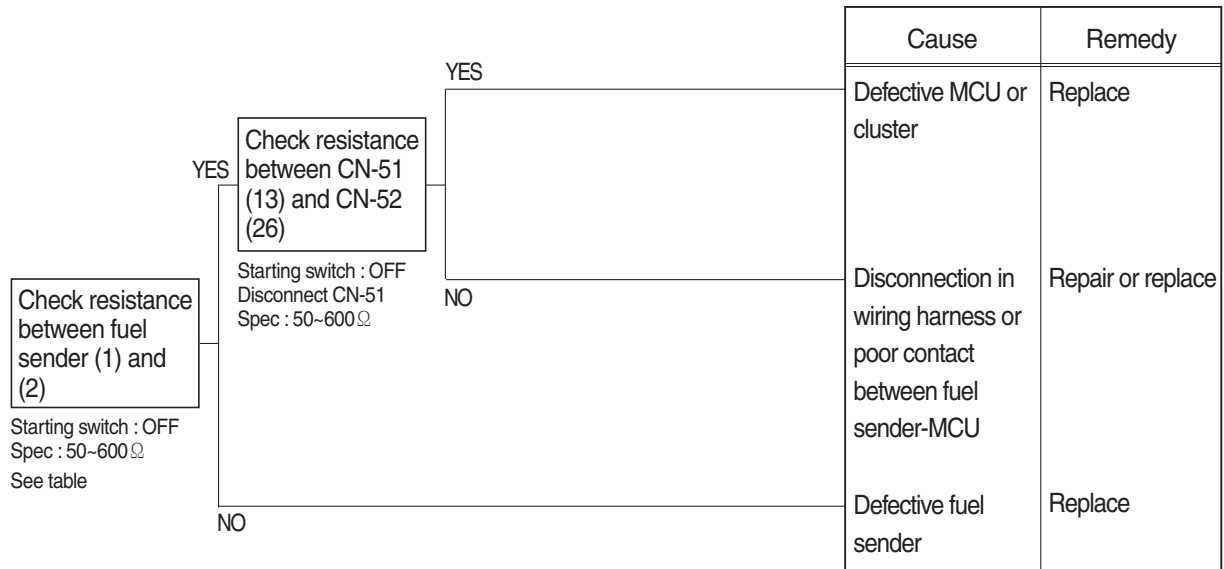 Cause
Remedy
YES
Defective MCU or
cluster
Replace
Check resistance
between CN-51
(13) and CN-52
(26)
YES
Starting switch : OFF
Disconnect CN-51
Spec : 50~600Ω
NO
Disconnection in
wiring harness or
poor contact
between fuel
sender-MCU
Repair or replace
Check resistance
between fuel
sender (1) and
(2)
Starting switch : OFF
Spec : 50~600Ω
See table
NO
Defective fuel
sender
Replace